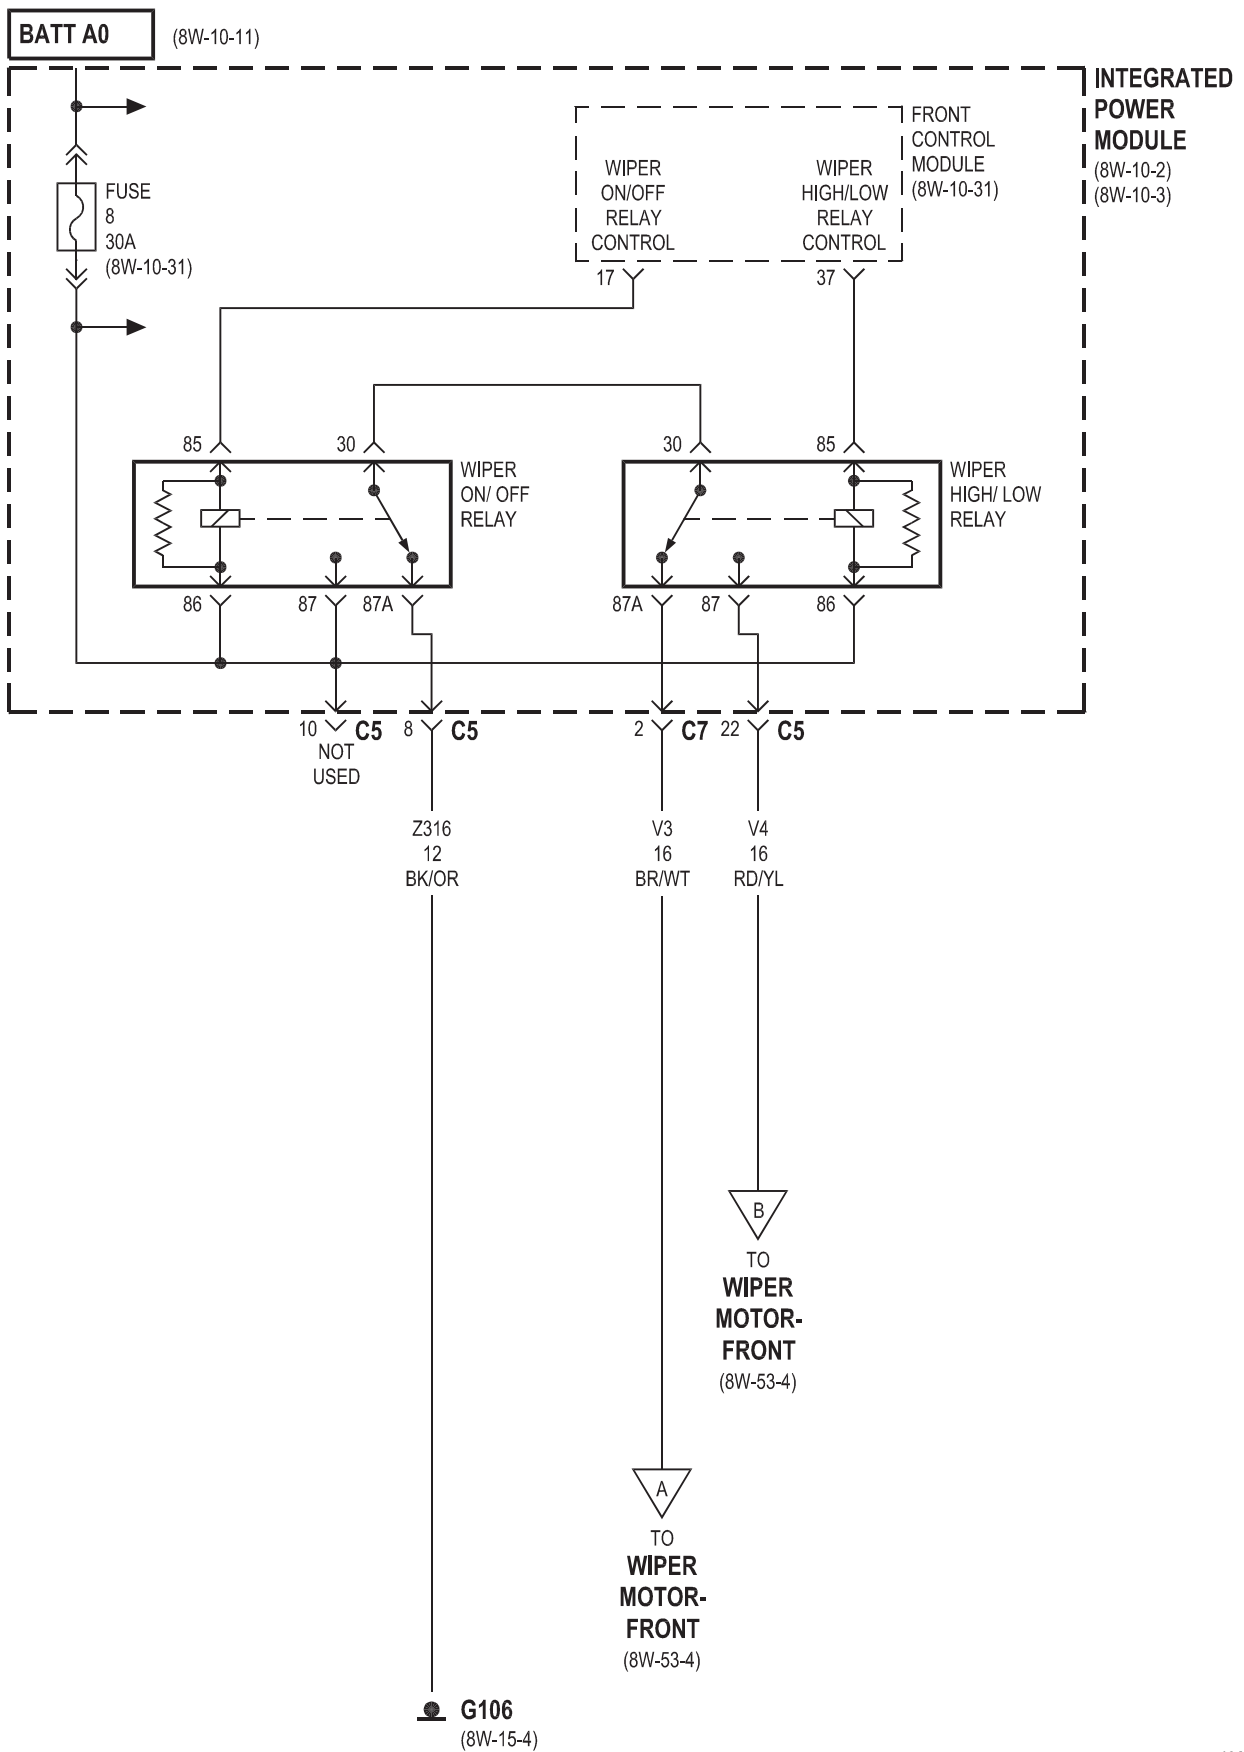 BATT A0
(8W-10-11)
INTEGRATED
POWER
MODULE
(8W-10-2)
(8W-10-3)
FRONT
CONTROL
MODULE
(8W-10-31)
WIPER
ON/OFF
RELAY
CONTROL
WIPER
HIGH/LOW
RELAY
CONTROL
FUSE
8
30A
(8W-10-31)
17
37
85
30
30
85
WIPER
ON/ OFF
RELAY
WIPER
HIGH/ LOW
RELAY
86
87
87A
87A
87
86
10
C5
8
C5
2
C7
22
C5
NOT
USED
Z316
12
BK/OR
V3
16
BR/WT
V4
16
RD/YL
B
TO
WIPER
MOTOR-
FRONT
(8W-53-4)
A
TO
WIPER
MOTOR-
FRONT
(8W-53-4)
G106
(8W-15-4)